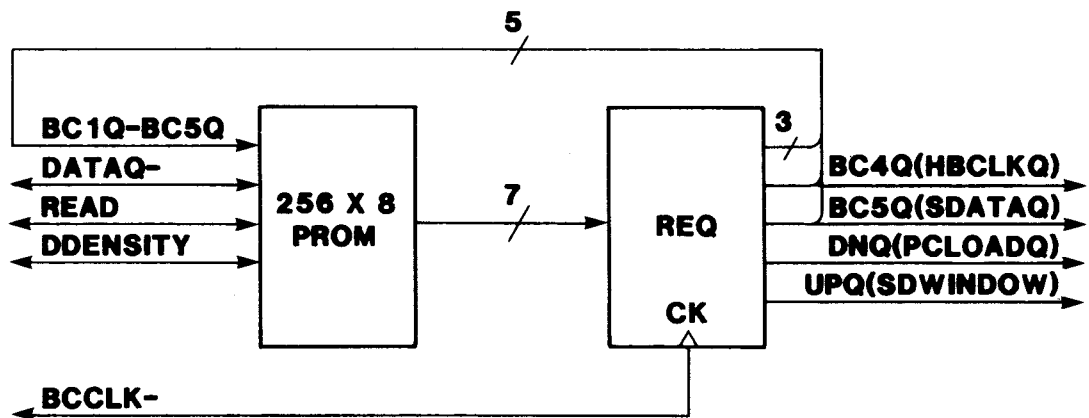 5
BC1Q-BC5Q
DATAQ-
READ
DDENSITY
256 X 8
PROM
7
REQ
CK
3
BC4Q(HBCLKQ)
BC5Q(SDATAQ)
DNQ(PCLOADQ)
UPQ(SDWINDOW)
BCCLK-